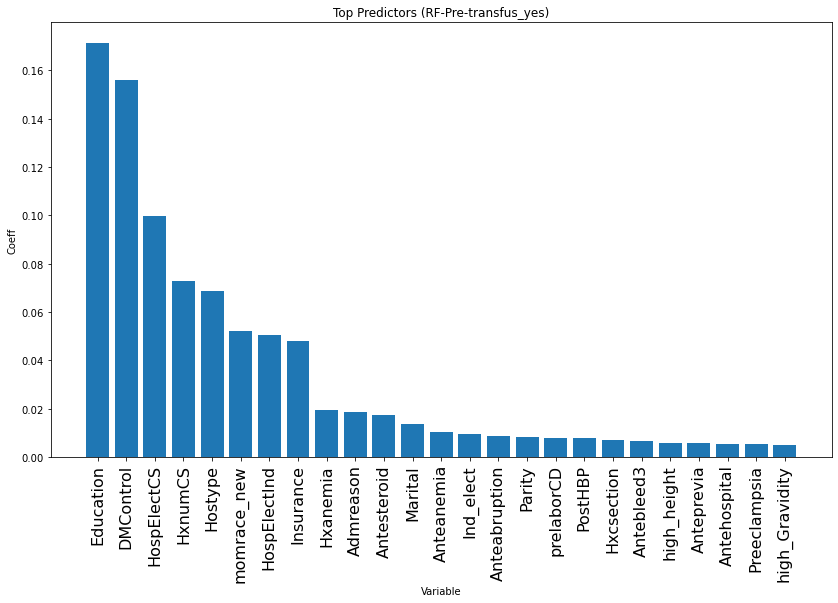 Top Predictors (RF-Pre-transfus_yes)
Coeff
0.16
0.14
0.12
0.10
0.08
0.06
0.04
0.02
0.00
Education
DMControl
HospElectCS
HxnumCS
Hostype
momrace_new
HospElectInd
Insurance
Hxanemia
Admreason
Antesteroid
Marital
Anteanemia
Ind_elect
Anteabruption
Parity
prelaborCD
PostHBP
Hxcsection
Antebleed3
high_height
Anteprevia
Antehospital
Preeclampsia
high_Gravidity
Variable